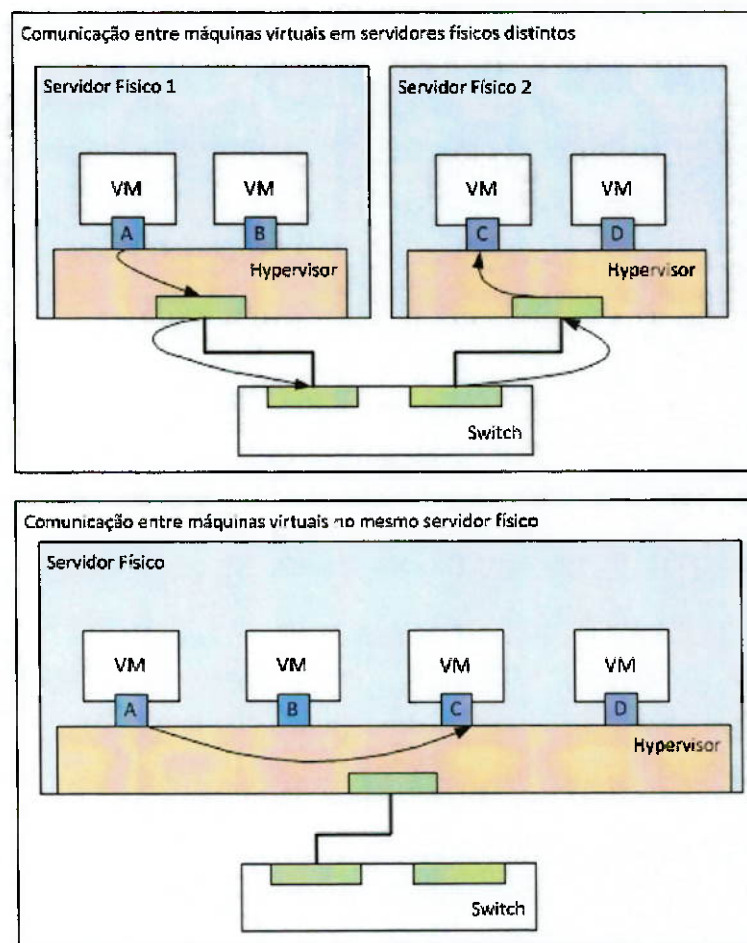 Comunicação entre máquinas virtuais em servidores físicos distintos
Servidor Físico 1
Servidor Físico 2
VM
VM
VM
VM
A
B
C
D
Hypervisor
Hypervisor
Switch
Comunicação entre máquinas virtuais no mesmo servidor físico
Servidor Físico
VM
VM
VM
VM
A
B
C
D
Hypervisor
Switch